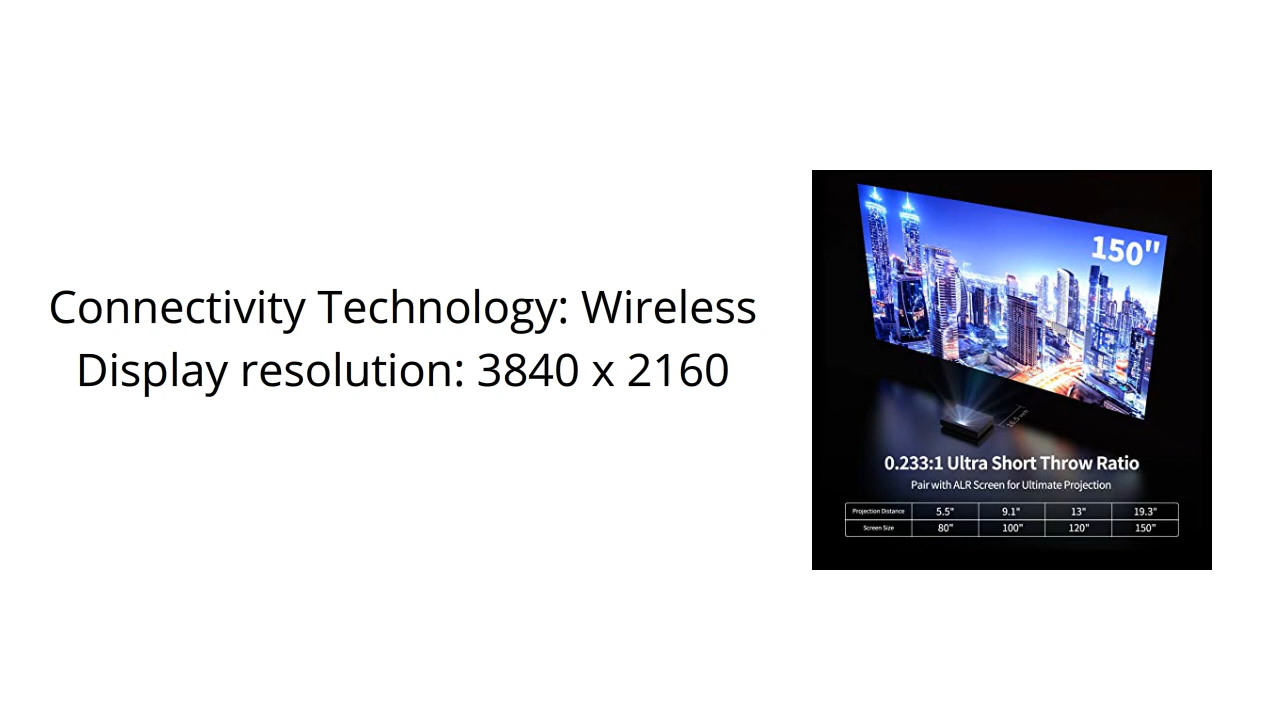 Connectivity Technology: Wireless
Display resolution: 3840 x 2160
150"
0.233:1 Ultra Short Throw Ratio
Pair with ALR Screen for Ultimate Projection
Projection Distance 5.5" 9.1" 13" 19.3"
Screen Size 80" 100" 120" 150"